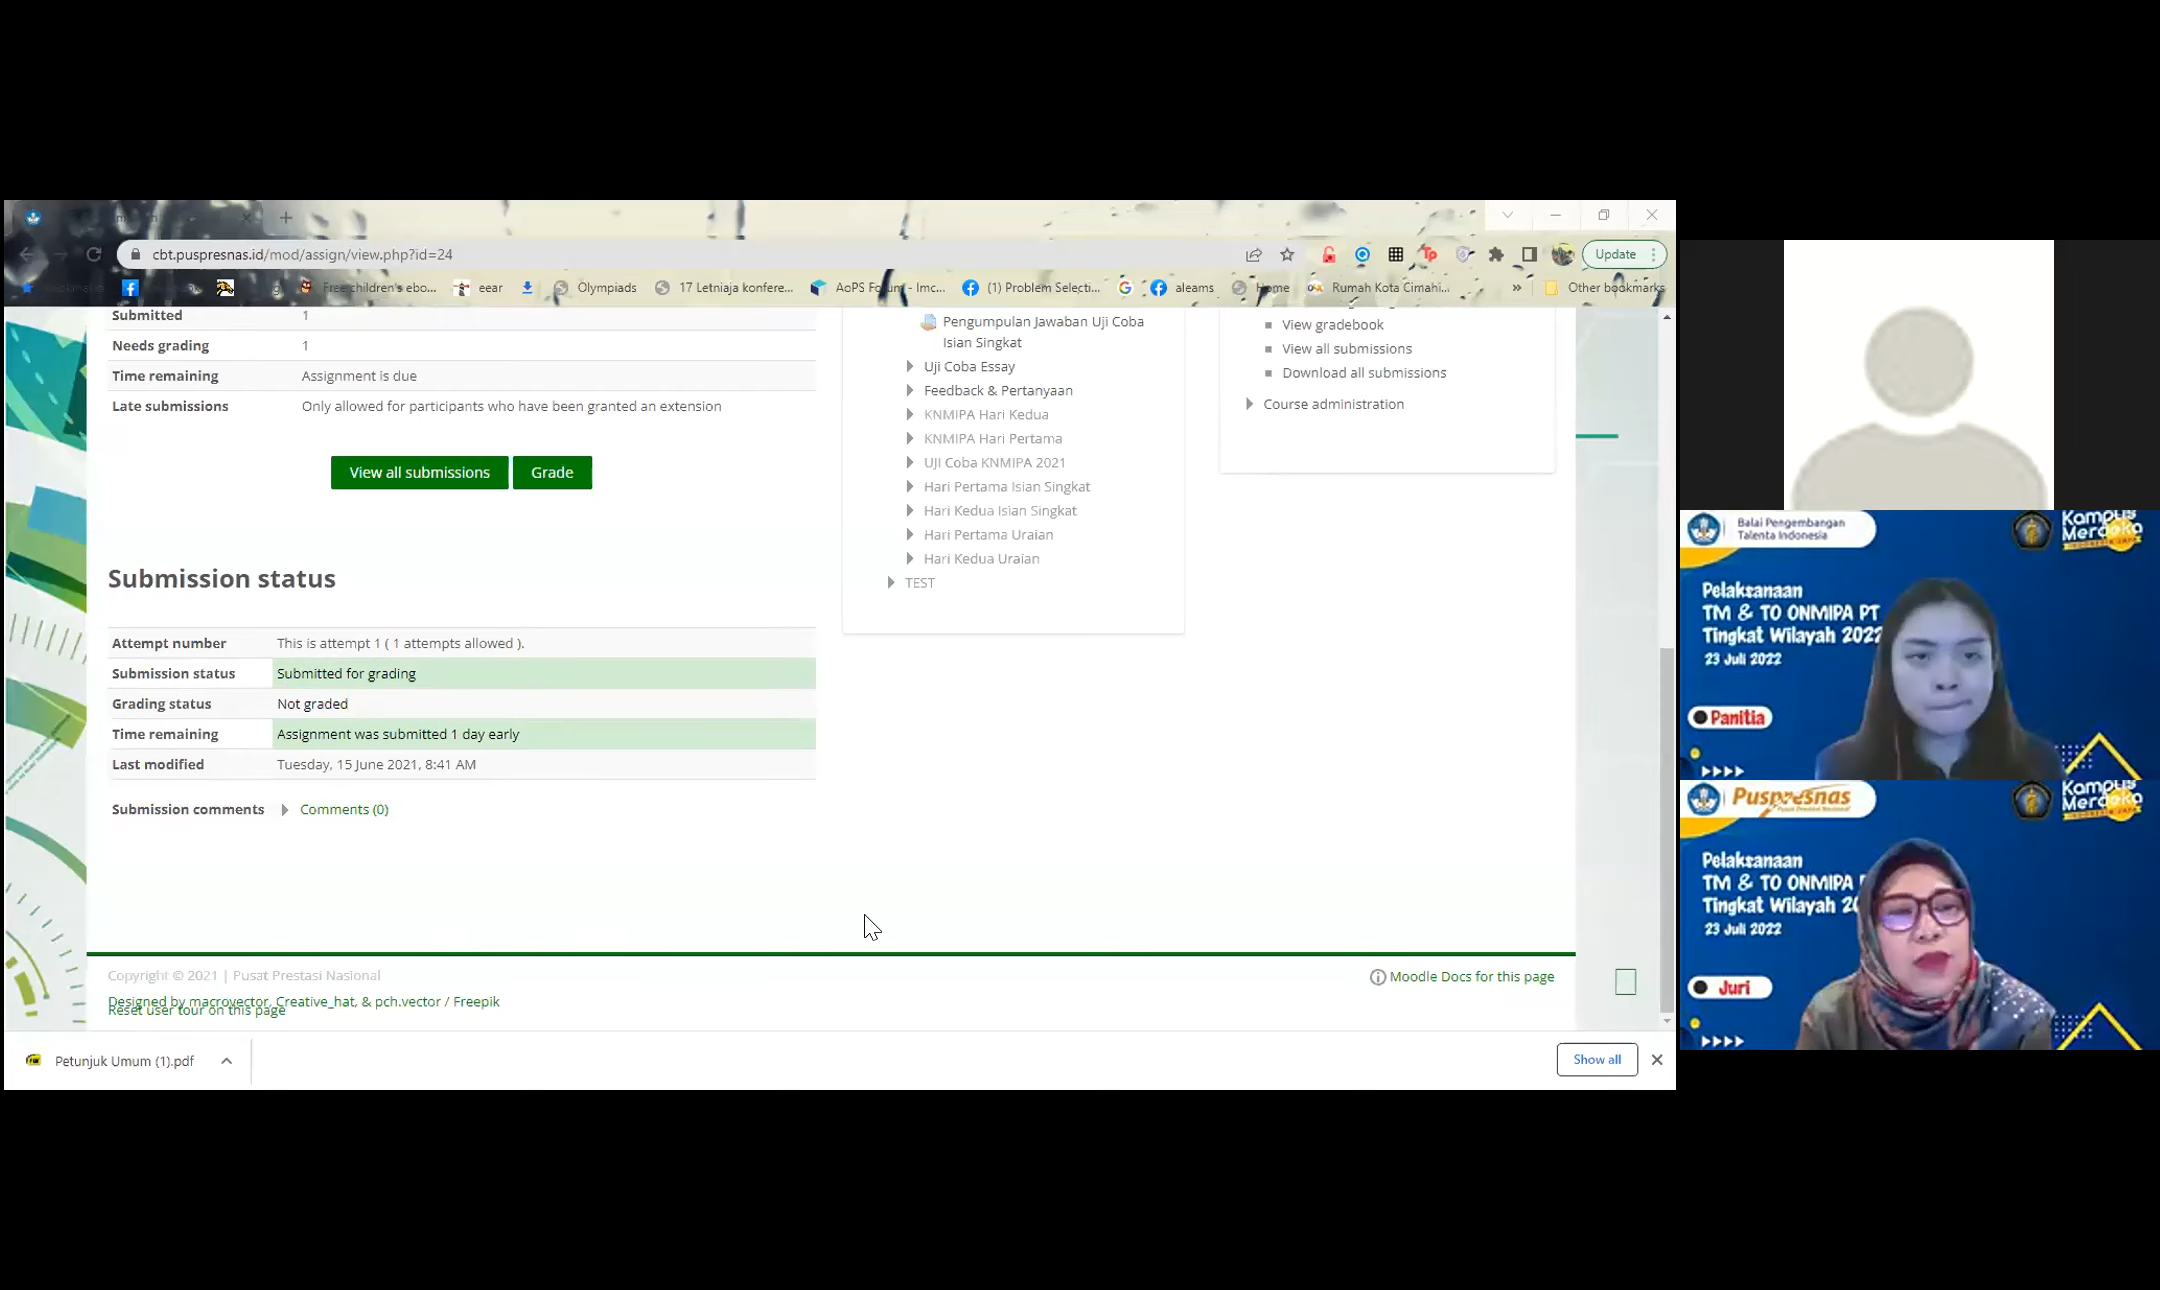 cbt.puspresnas.id/mod/assign/view.php?id=24
Update
Free children's ebo...
eear
Olympiads
17 Letniaja konfere...
AoPS Forum - Imc...
(1) Problem Selecti...
aleams
Home
Rumah Kota Cimahi...
»
Other bookmarks
Submitted 1
Needs grading 1
Time remaining Assignment is due
Late submissions Only allowed for participants who have been granted an extension
View all submissions
Grade
Submission status
Attempt number This is attempt 1 ( 1 attempts allowed ).
Submission status Submitted for grading
Grading status Not graded
Time remaining Assignment was submitted 1 day early
Last modified Tuesday, 15 June 2021, 8:41 AM
Submission comments Comments (0)
Pengumpulan Jawaban Uji Coba
Isian Singkat
Uji Coba Essay
Feedback & Pertanyaan
KNMIPA Hari Kedua
KNMIPA Hari Pertama
UJI Coba KNMIPA 2021
Hari Pertama Isian Singkat
Hari Kedua Isian Singkat
Hari Pertama Uraian
Hari Kedua Uraian
TEST
View gradebook
View all submissions
Download all submissions
Course administration
Copyright © 2021 | Pusat Prestasi Nasional
Designed by macrovector, Creative_hat, & pch.vector / Freepik
Reset user tour on this page
Moodle Docs for this page
Petunjuk Umum (1).pdf
Show all
Balai Pengembangan
Talenta Indonesia
Kampus
Merdeka
Pelaksanaan
TM & TO ONMIPA PT
Tingkat Wilayah 2022
23 Juli 2022
Panitia
Puspresnas
Kampus
Merdeka
Pelaksanaan
TM & TO ONMIPA
Tingkat Wilayah
23 Juli 2022
Juri